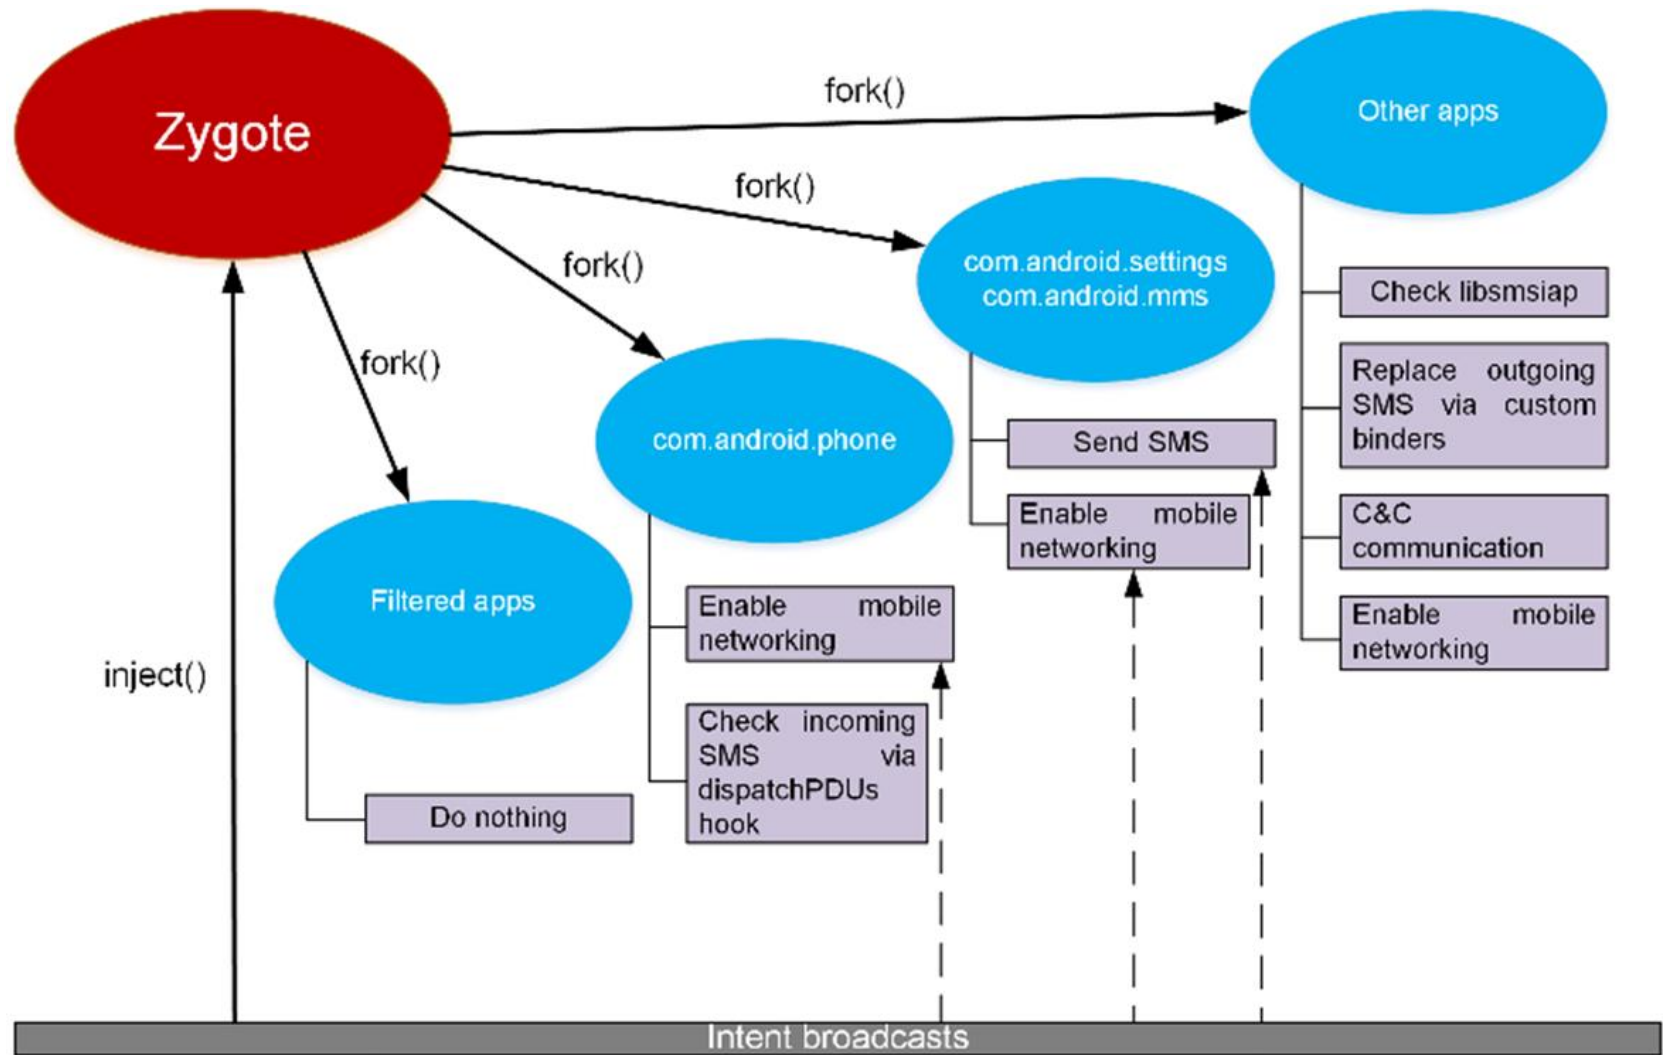 Zygote
fork()
Other apps
fork()
com.android.settings
com.android.mms
fork()
Check libsmsiap
fork()
Replace outgoing
SMS via custom
binders
com.android.phone
Send SMS
Enable mobile
networking
C&C
communication
Filtered apps
Enable mobile
networking
Enable mobile
networking
inject()
Check incoming
SMS via
dispatchPDUs
hook
Do nothing
Intent broadcasts